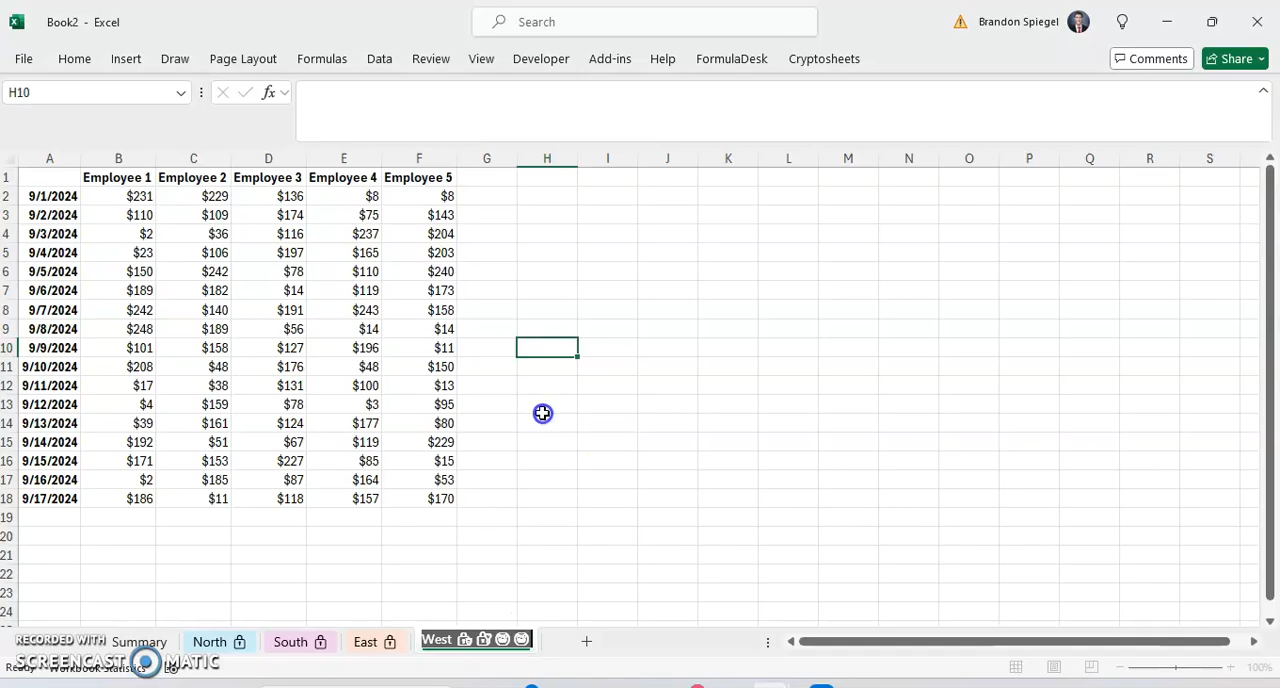 Book2 - Excel
Search
Brandon Spiegel
File Home Insert Draw Page Layout Formulas Data Review View Developer Add-ins Help FormulaDesk Cryptosheets
Comments Share
H10
fx
A B C D E F G H I J K L M N O P Q R S
1 Employee 1 Employee 2 Employee 3 Employee 4 Employee 5
2 9/1/2024 $231 $229 $136 $8 $8
3 9/2/2024 $110 $109 $174 $75 $143
4 9/3/2024 $2 $36 $116 $237 $204
5 9/4/2024 $23 $106 $197 $165 $203
6 9/5/2024 $150 $242 $78 $110 $240
7 9/6/2024 $189 $182 $14 $119 $173
8 9/7/2024 $242 $140 $191 $243 $158
9 9/8/2024 $248 $189 $56 $14 $14
10 9/9/2024 $101 $158 $127 $196 $11
11 9/10/2024 $208 $48 $176 $48 $150
12 9/11/2024 $17 $38 $131 $100 $13
13 9/12/2024 $4 $159 $78 $3 $95
14 9/13/2024 $39 $161 $124 $177 $80
15 9/14/2024 $192 $51 $67 $119 $229
16 9/15/2024 $171 $153 $227 $85 $15
17 9/16/2024 $2 $185 $87 $164 $53
18 9/17/2024 $186 $11 $118 $157 $170
19
20
21
22
23
24
RECORDED WITH
Summary North South East West
SCREENCAST MATIC
Ready Workbook Statistics 100%